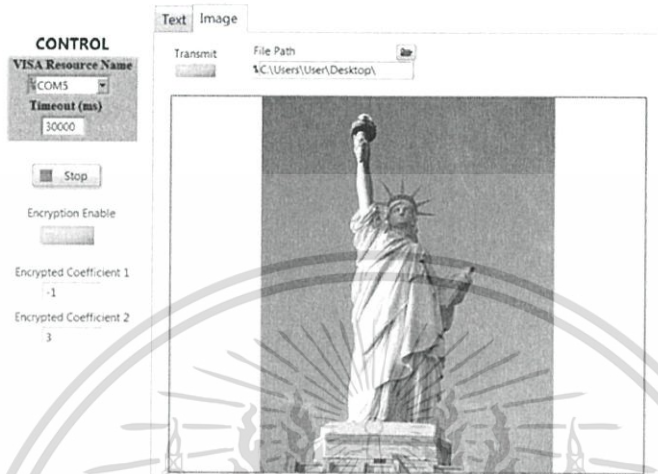 Text Image
CONTROL
VISA Resource Name
COM5
Timeout (ms)
30000
Stop
Encryption Enable
Encrypted Coefficient 1
-1
Encrypted Coefficient 2
3
Transmit
File Path
C:\Users\User\Desktop\